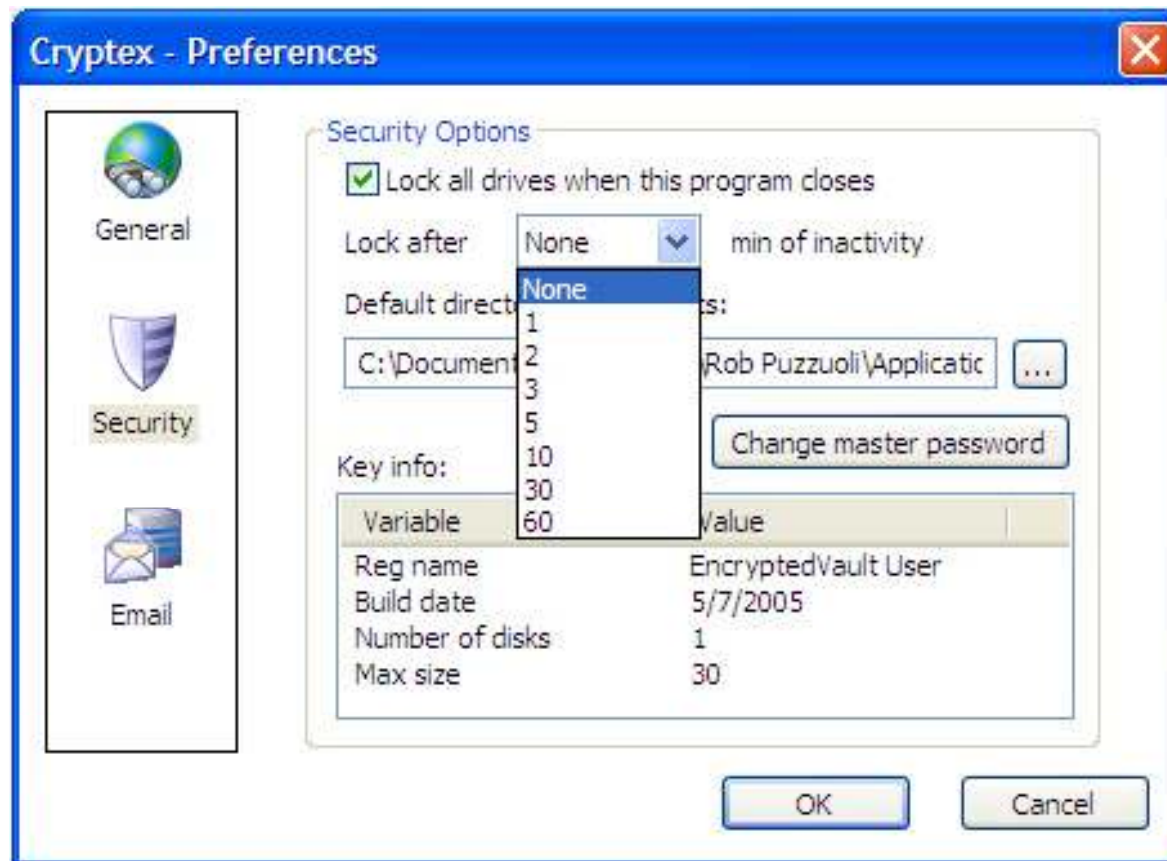 Cryptex - Preferences
General
Security
Email
Security Options
Lock all drives when this program closes
Lock after None min of inactivity
None
1
2
3
5
10
30
60
Default direct ts:
C:\Document \Rob Puzzuoli\Applicatic ...
Change master password
Key info:
Variable Value
Reg name EncryptedVault User
Build date 5/7/2005
Number of disks 1
Max size 30
OK Cancel